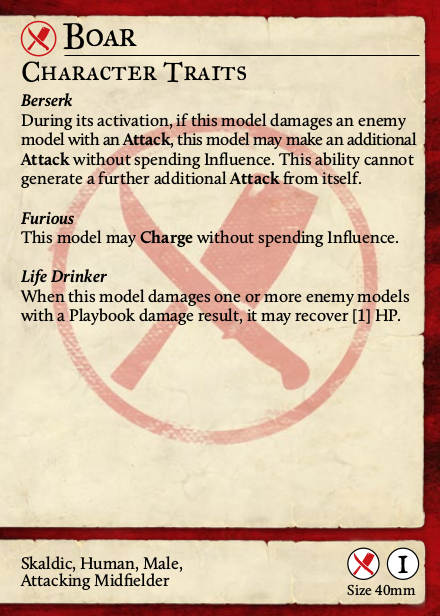 Boar
Character Traits
Berserk
During its activation, if this model damages an enemy
model with an Attack, this model may make an additional
Attack without spending Influence. This ability cannot
generate a further additional Attack from itself.
Furious
This model may Charge without spending Influence.
Life Drinker
When this model damages one or more enemy models
with a Playbook damage result, it may recover [1] HP.
Skaldic, Human, Male,
Attacking Midfielder
I
Size 40mm